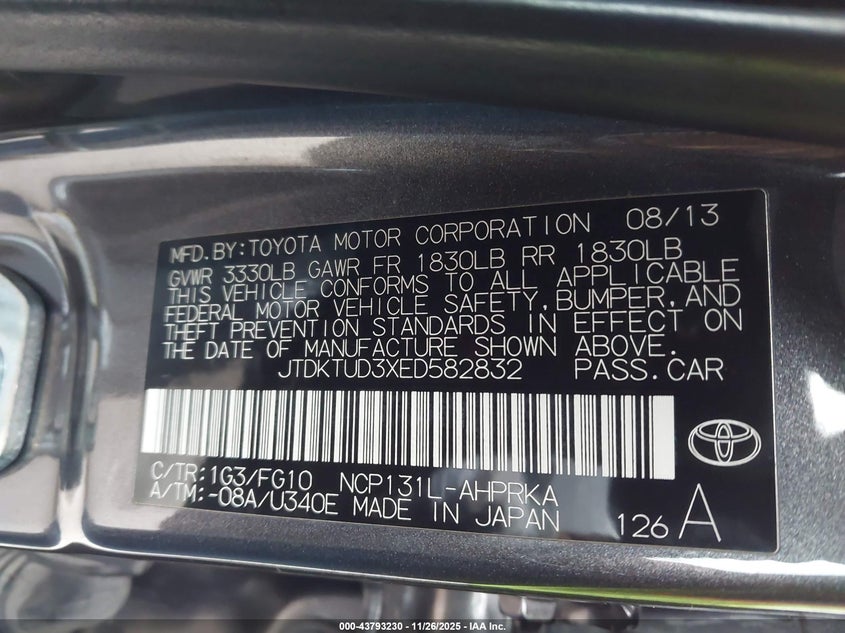 MFD.BY:TOYOTA MOTOR CORPORATION 08/13
GVWR 3330LB GAWR FR 1830LB RR 1830LB
THIS VEHICLE CONFORMS TO ALL APPLICABLE
FEDERAL MOTOR VEHICLE SAFETY, BUMPER, AND
THEFT PREVENTION STANDARDS IN EFFECT ON
THE DATE OF MANUFACTURE SHOWN ABOVE.
JTDKTUD3XED582832 PASS.CAR
C/TR:1G3/FG10 NCP131L-AHPRKA
A/TM:-08A/U340E MADE IN JAPAN
126 A
000-43793230 - 11/26/2025 - IAA Inc.